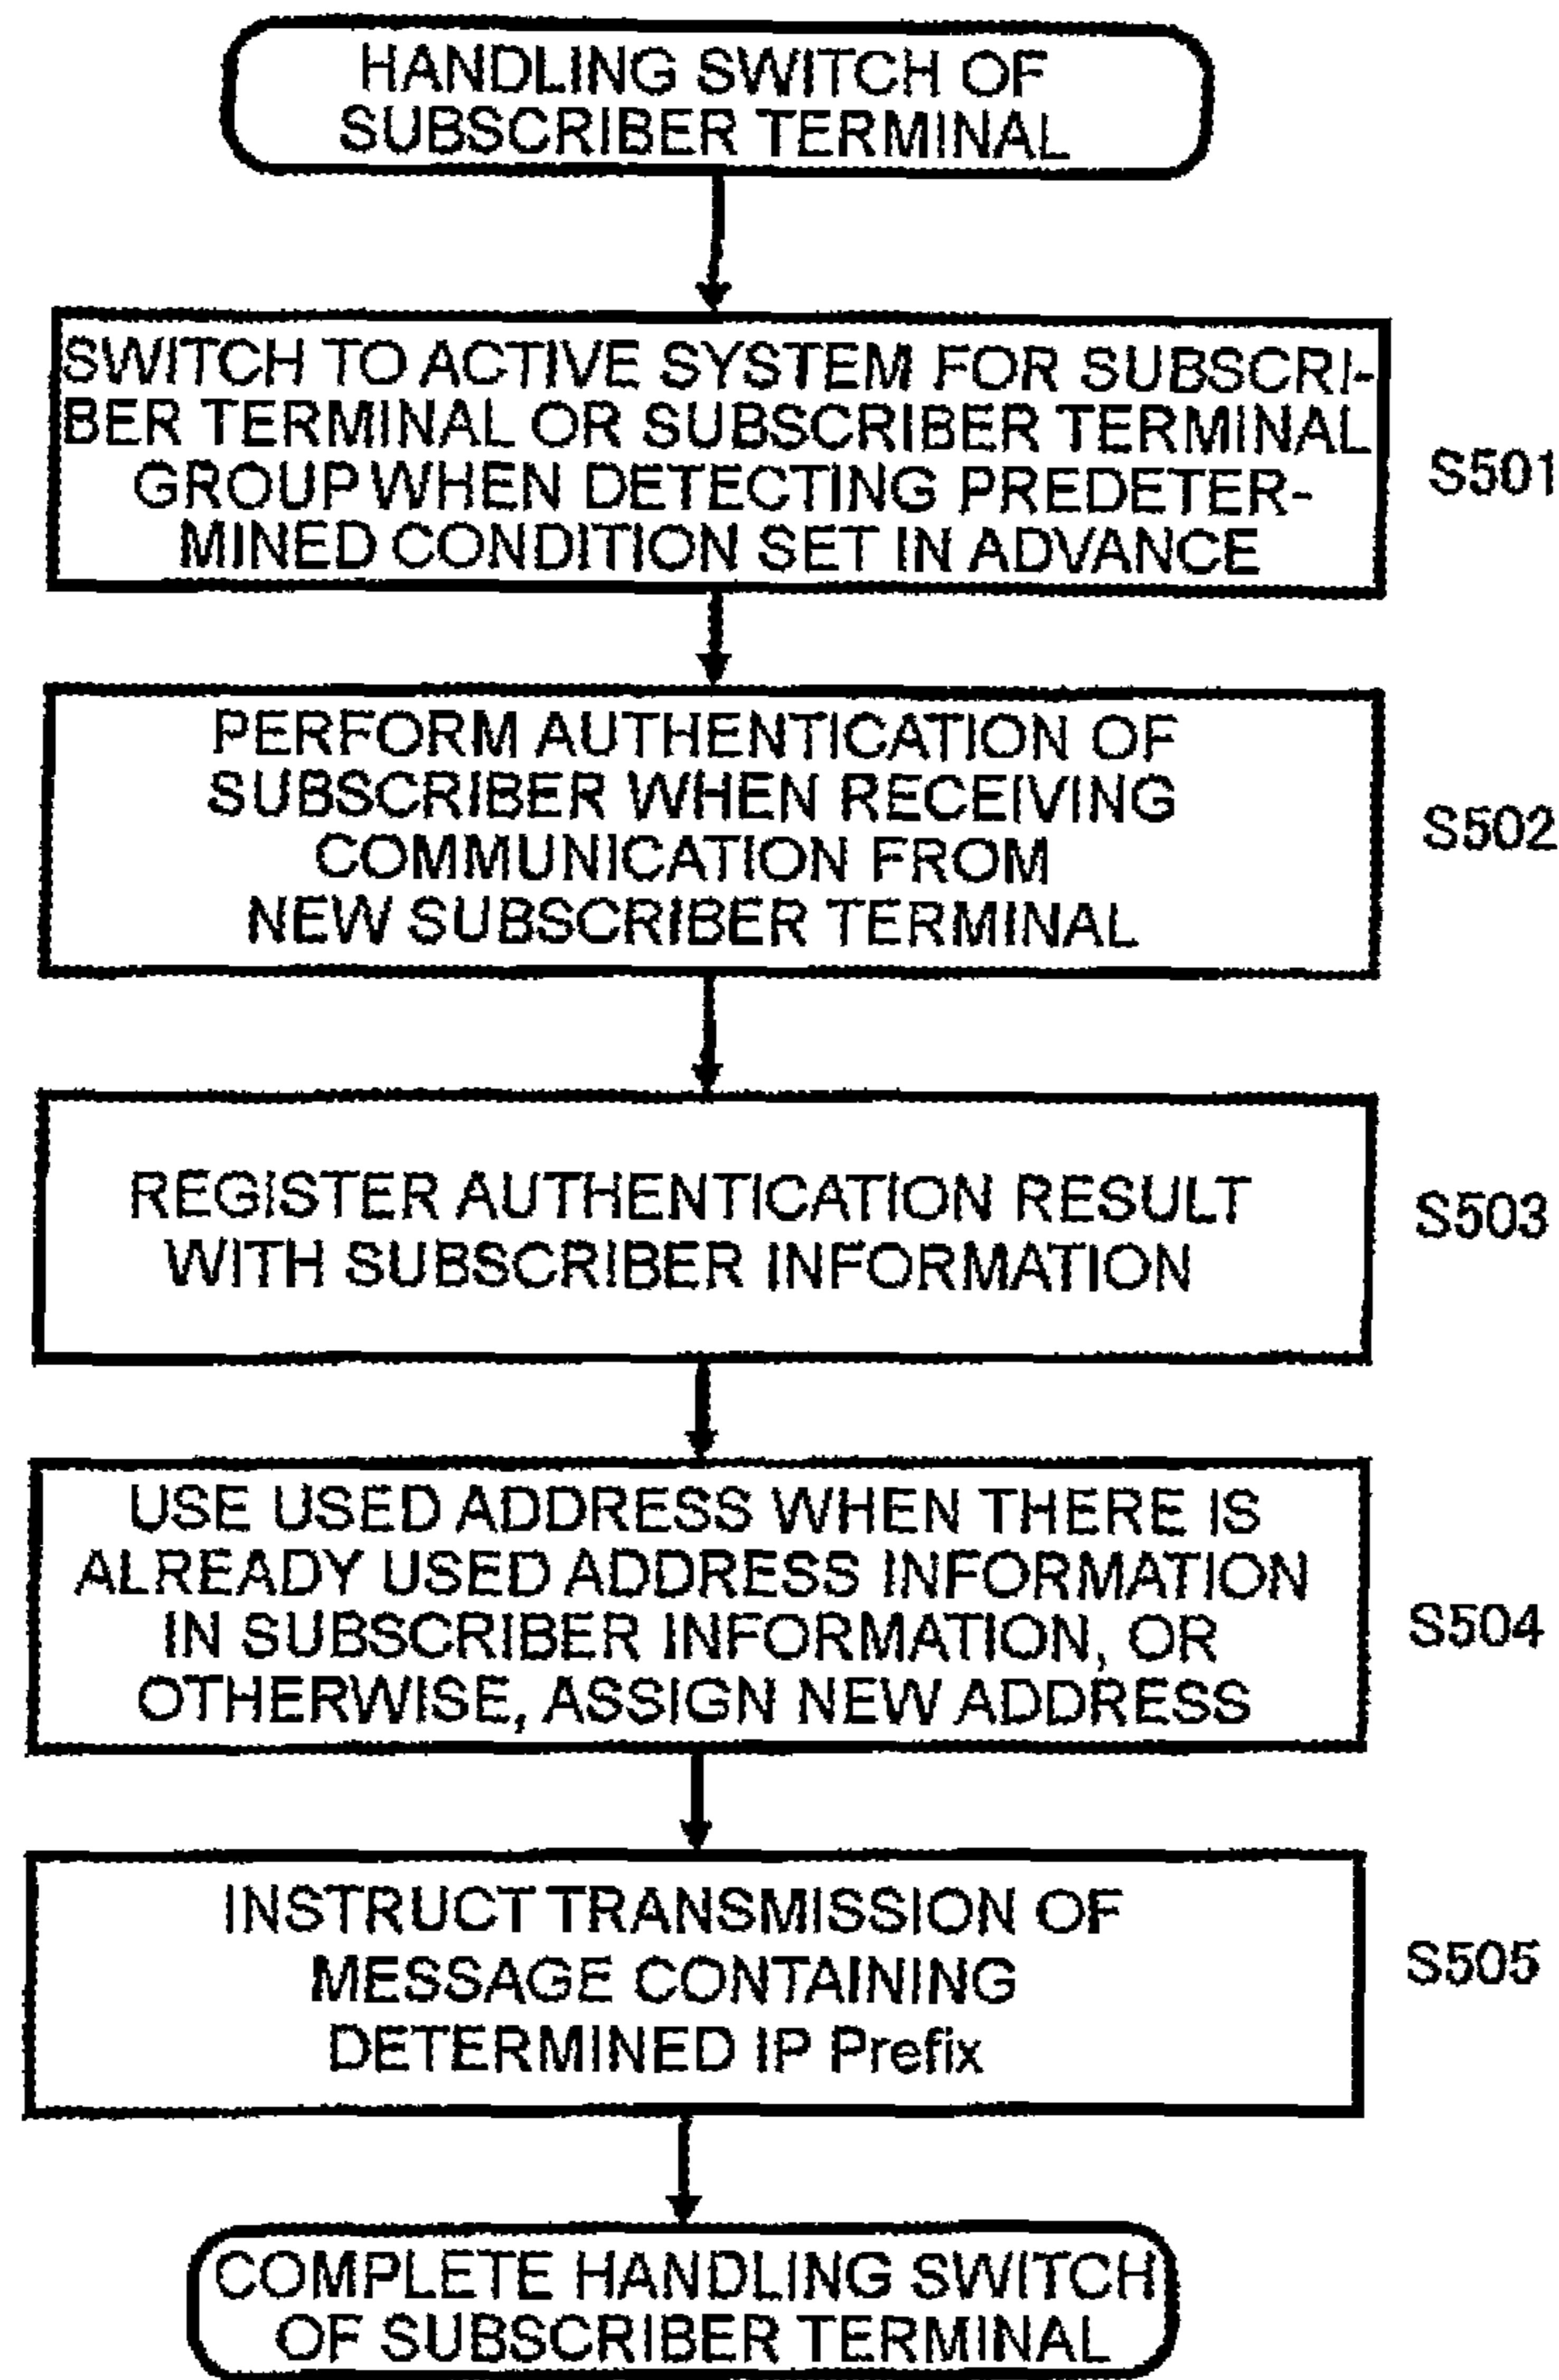 HANDLING SWITCH OF
SUBSCRIBER TERMINAL
SWITCH TO ACTIVE SYSTEM FOR SUBSCRI-
BER TERMINAL OR SUBSCRIBER TERMINAL
GROUP WHEN DETECTING PREDETER-
MINED CONDITION SET IN ADVANCE
S501
PERFORM AUTHENTICATION OF
SUBSCRIBER WHEN RECEIVING
COMMUNICATION FROM
NEW SUBSCRIBER TERMINAL
S502
REGISTER AUTHENTICATION RESULT
WITH SUBSCRIBER INFORMATION
S503
USE USED ADDRESS WHEN THERE IS
ALREADY USED ADDRESS INFORMATION
IN SUBSCRIBER INFORMATION, OR
OTHERWISE, ASSIGN NEW ADDRESS
S504
INSTRUCT TRANSMISSION OF
MESSAGE CONTAINING
DETERMINED IP Prefix
S505
COMPLETE HANDLING SWITCH
OF SUBSCRIBER TERMINAL